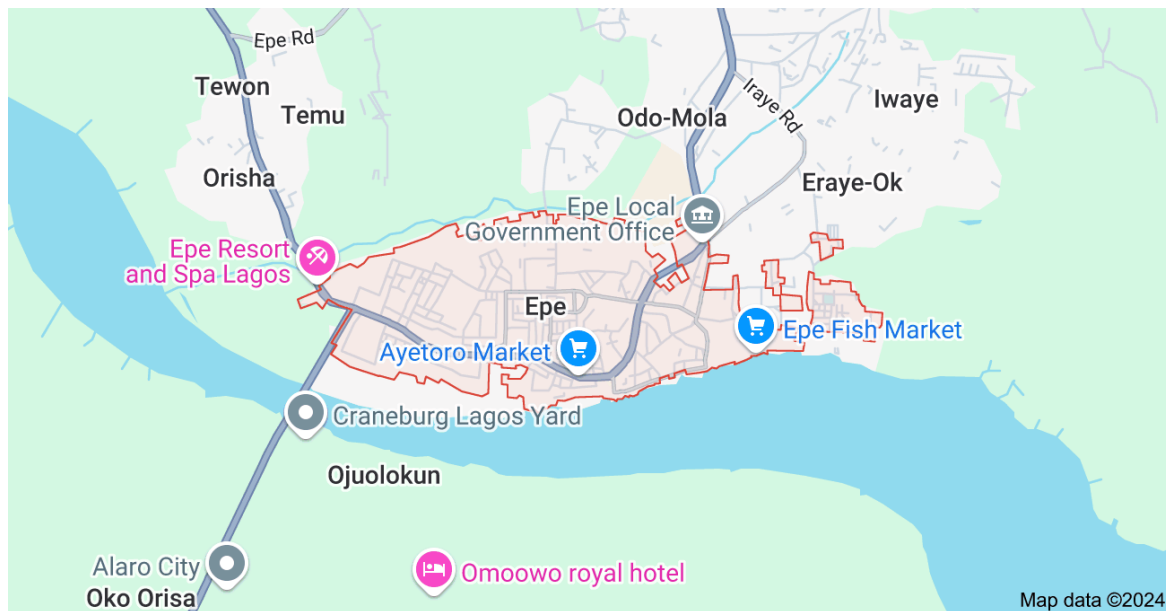 Epe Rd
Tewon
Temu
Odo-Mola
Iraye Rd
Iwaye
Orisha
Eraye-Ok
Epe Local
Government Office
Epe Resort
and Spa Lagos
Epe
Epe Fish Market
Ayetoro Market
Craneburg Lagos Yard
Ojuolokun
Alaro City
Omoowo royal hotel
Oko Orisa
Map data ©2024